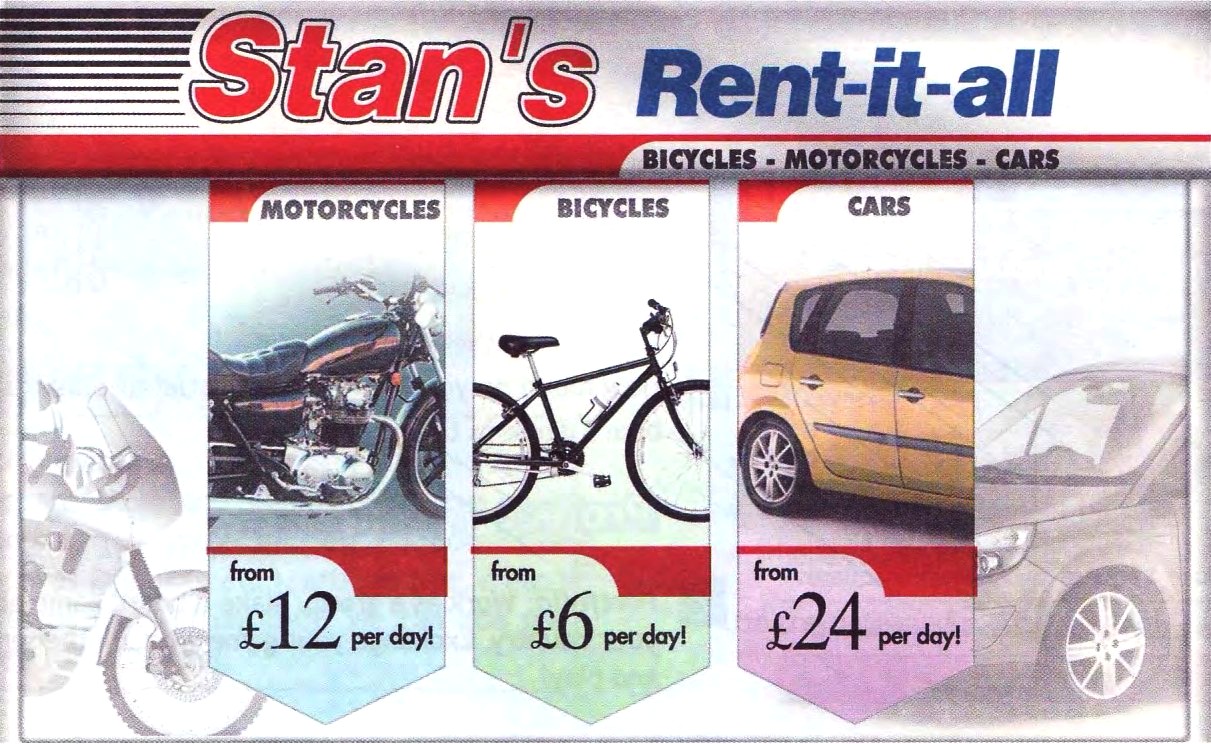 Stan's Rent-it-all
BICYCLES - MOTORCYCLES - CARS
MOTORCYCLES
BICYCLES
CARS
from
£12 per day!
from
£6 per day!
from
£24 per day!